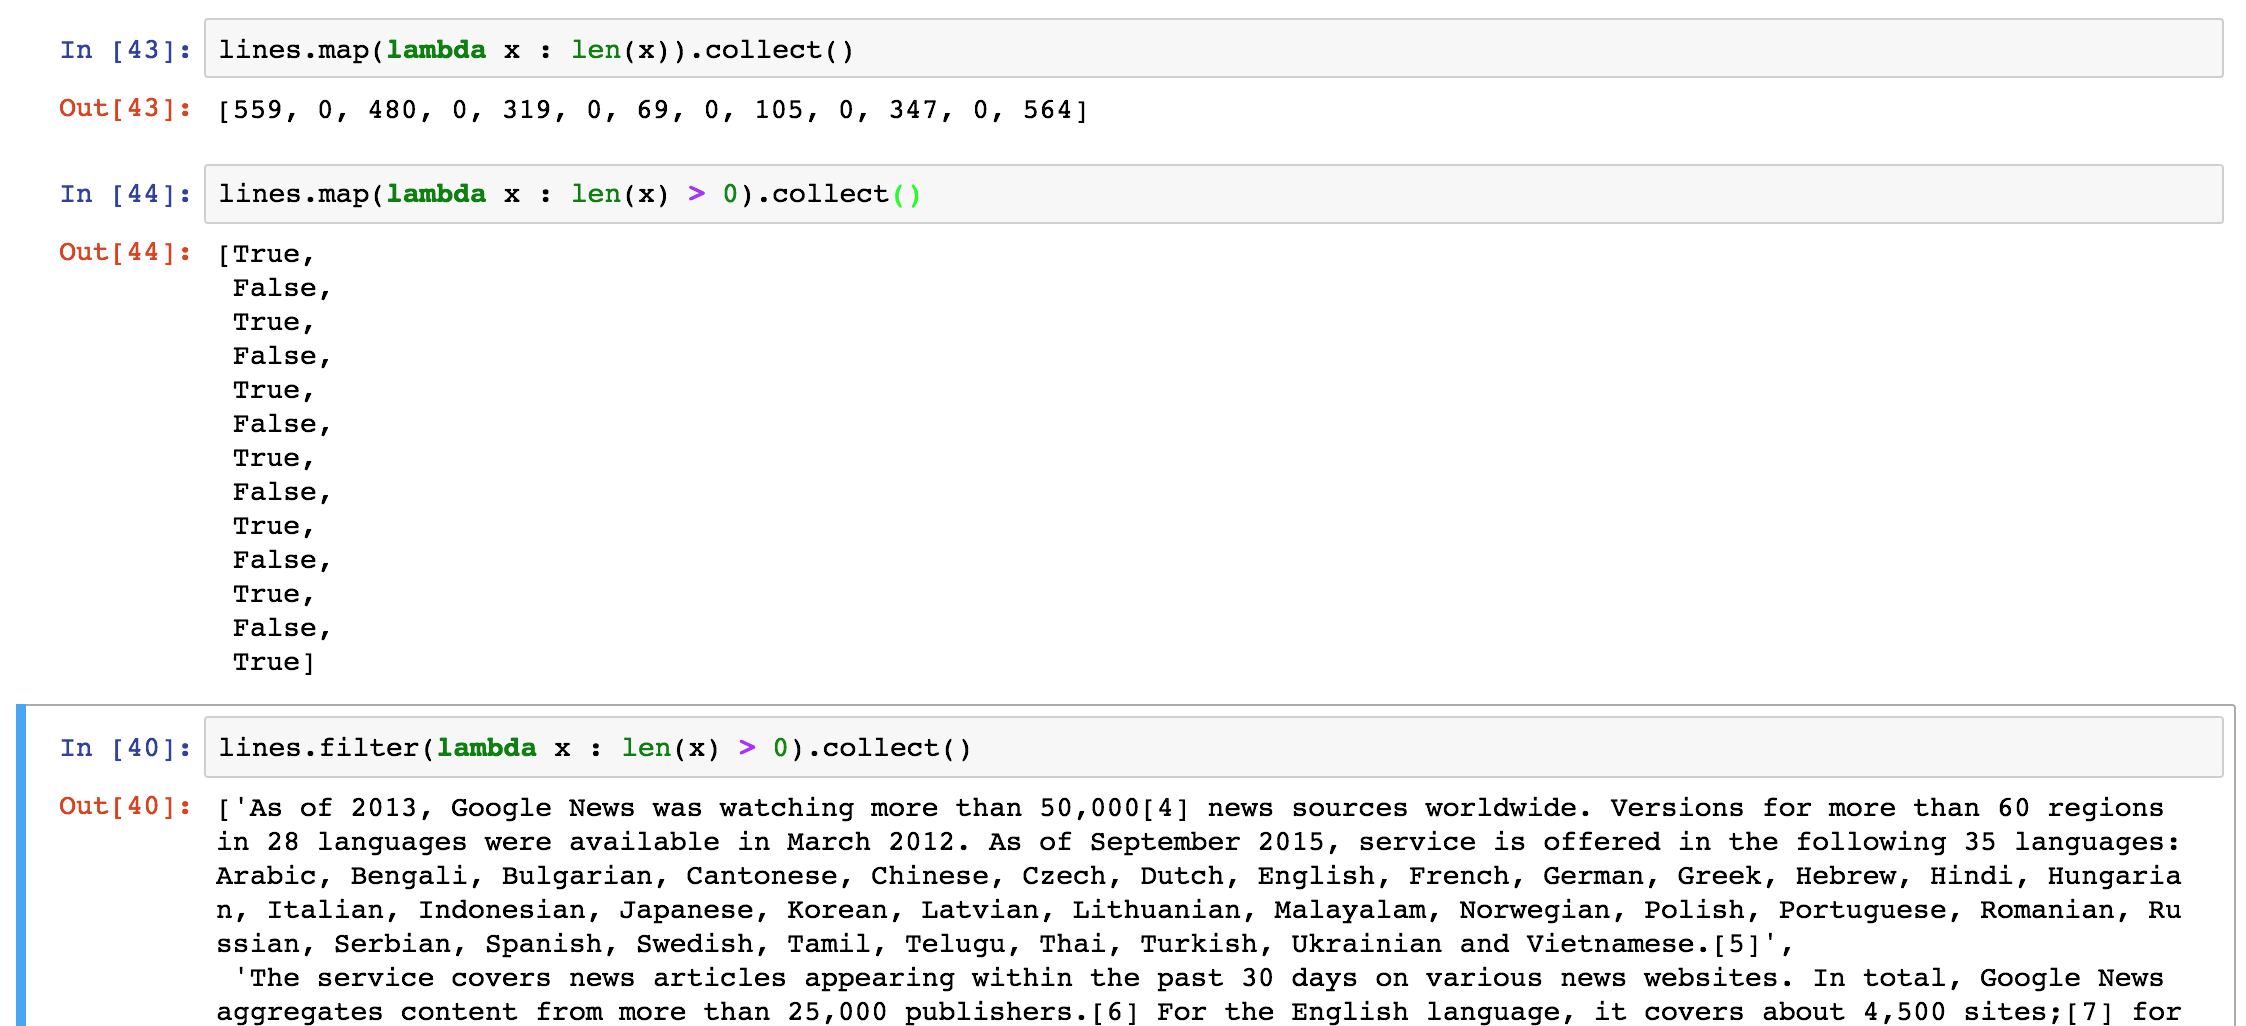 In [43]: lines.map(lambda x : len(x)).collect()
Out[43]: [559, 0, 480, 0, 319, 0, 69, 0, 105, 0, 347, 0, 564]
In [44]: lines.map(lambda x : len(x) > 0).collect()
Out[44]: [True,
False,
True,
False,
True,
False,
True,
False,
True,
False,
True,
False,
True]
In [40]: lines.filter(lambda x : len(x) > 0).collect()
Out[40]: ['As of 2013, Google News was watching more than 50,000[4] news sources worldwide. Versions for more than 60 regions
in 28 languages were available in March 2012. As of September 2015, service is offered in the following 35 languages:
Arabic, Bengali, Bulgarian, Cantonese, Chinese, Czech, Dutch, English, French, German, Greek, Hebrew, Hindi, Hungaria
n, Italian, Indonesian, Japanese, Korean, Latvian, Lithuanian, Malayalam, Norwegian, Polish, Portuguese, Romanian, Ru
ssian, Serbian, Spanish, Swedish, Tamil, Telugu, Thai, Turkish, Ukrainian and Vietnamese.[5]',
'The service covers news articles appearing within the past 30 days on various news websites. In total, Google News
aggregates content from more than 25,000 publishers.[6] For the English language, it covers about 4,500 sites;[7] for